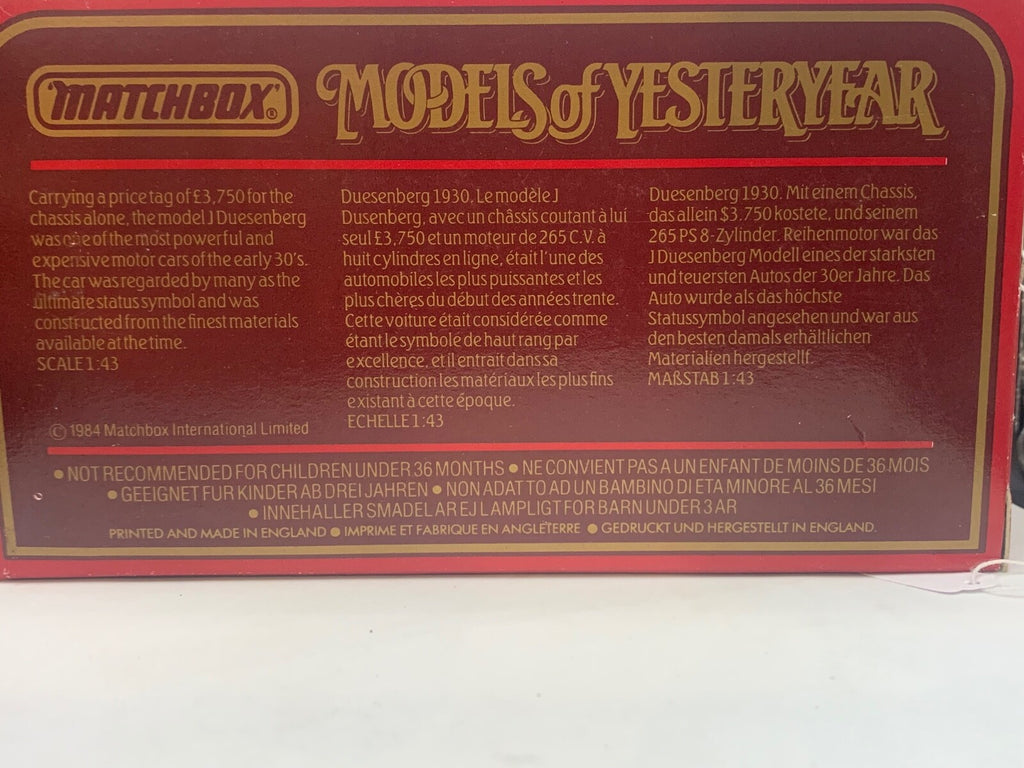 MATCHBOX®
MODELS of YESTERYEAR
Carrying a price tag of £3,750 for the
chassis alone, the model J Duesenberg
was one of the most powerful and
expensive motor cars of the early 30's.
The car was regarded by many as the
ultimate status symbol and was
constructed from the finest materials
available at the time.
SCALE 1:43
© 1984 Matchbox International Limited
Duesenberg 1930. Le modèle J
Dusenberg, avec un châssis coutant à lui
seul £3,750 et un moteur de 265 C.V. à
huit cylindres en ligne, était l'une des
automobiles les plus puissantes et les
plus chères du début des années trente.
Cette voiture était considérée comme
étant le symbole de haut rang par
excellence, et il entrait dans sa
construction les matériaux les plus fins
existant à cette époque.
ECHELLE 1:43
Duesenberg 1930. Mit einem Chassis,
das allein $3.750 kostete, und seinem
265 PS 8-Zylinder. Reihenmotor war das
J Duesenberg Modell eines der starksten
und teuersten Autos der 30er Jahre. Das
Auto wurde als das höchste
Statussymbol angesehen und war aus
den besten damals erhältlichen
Materialien hergestellf.
MAßSTAB 1:43
● NOT RECOMMENDED FOR CHILDREN UNDER 36 MONTHS ● NE CONVIENT PAS A UN ENFANT DE MOINS DE 36 MOIS
● GEEIGNET FUR KINDER AB DREI JAHREN ● NON ADATTO AD UN BAMBINO DI ETA MINORE AL 36 MESI
● INNEHALLER SMADEL AR EJ LAMPLIGT FOR BARN UNDER 3 AR
PRINTED AND MADE IN ENGLAND ● IMPRIME ET FABRIQUE EN ANGLETERRE ● GEDRUCKT UND HERGESTELLT IN ENGLAND.